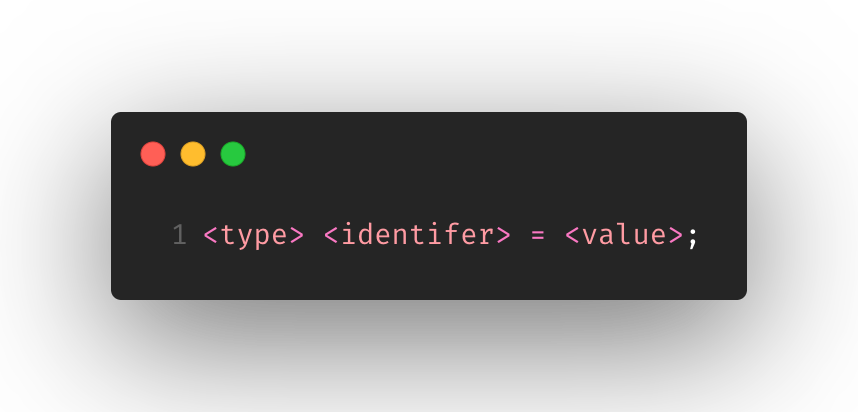 1 <type> <identifer> = <value>;